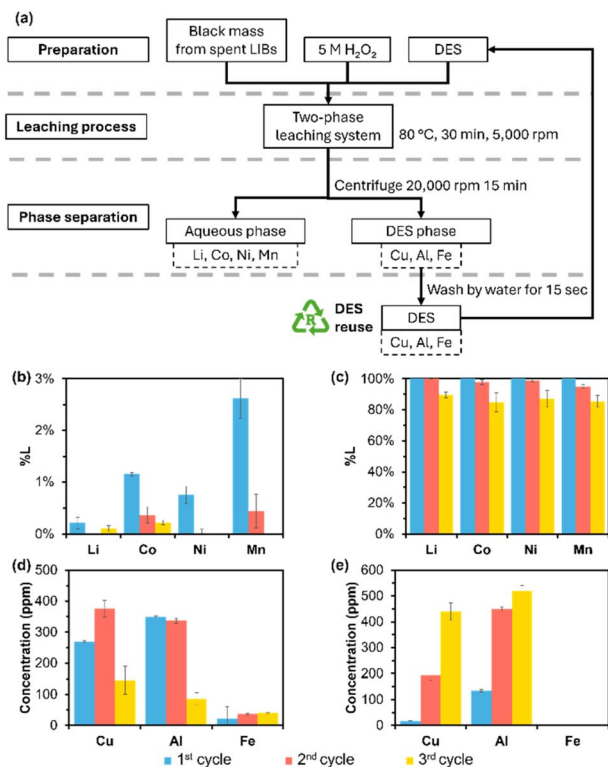 (a)
Preparation
Black mass
from spent LIBs
5 M H₂O₂
DES
Leaching process
Two-phase
leaching system
80 °C, 30 min, 5,000 rpm
Centrifuge 20,000 rpm 15 min
Phase separation
Aqueous phase
Li, Co, Ni, Mn
DES phase
Cu, Al, Fe
Wash by water for 15 sec
R
DES
reuse
DES
Cu, Al, Fe
(b)
3%
2%
1%
0%
%L
Li Co Ni Mn
(c)
100%
80%
60%
40%
20%
0%
%L
Li Co Ni Mn
(d)
500
400
300
200
100
0
Concentration (ppm)
Cu Al Fe
(e)
600
500
400
300
200
100
0
Concentration (ppm)
Cu Al Fe
1st cycle 2nd cycle 3rd cycle